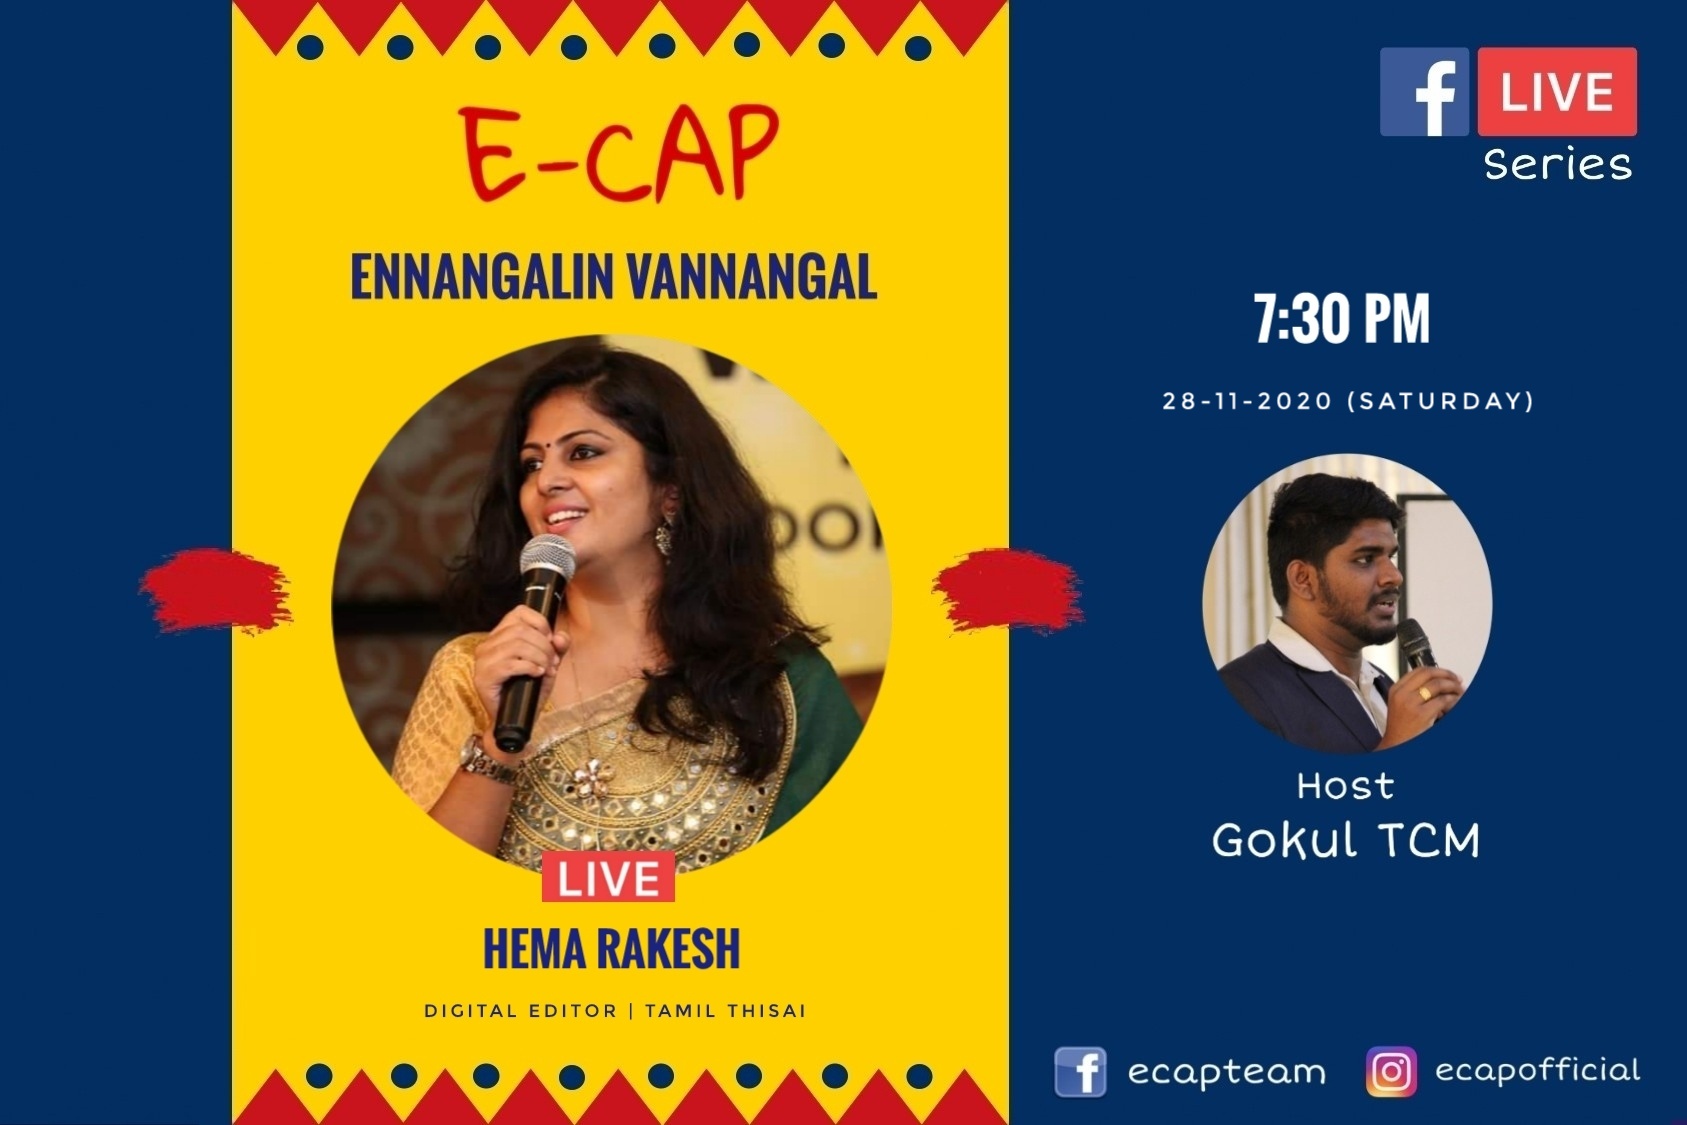 E-CAP
ENNANGALIN VANNANGAL
LIVE
HEMA RAKESH
DIGITAL EDITOR | TAMIL THISAI
f LIVE
Series
7:30 PM
28-11-2020 (SATURDAY)
Host
Gokul TCM
f ecapteam ecapofficial